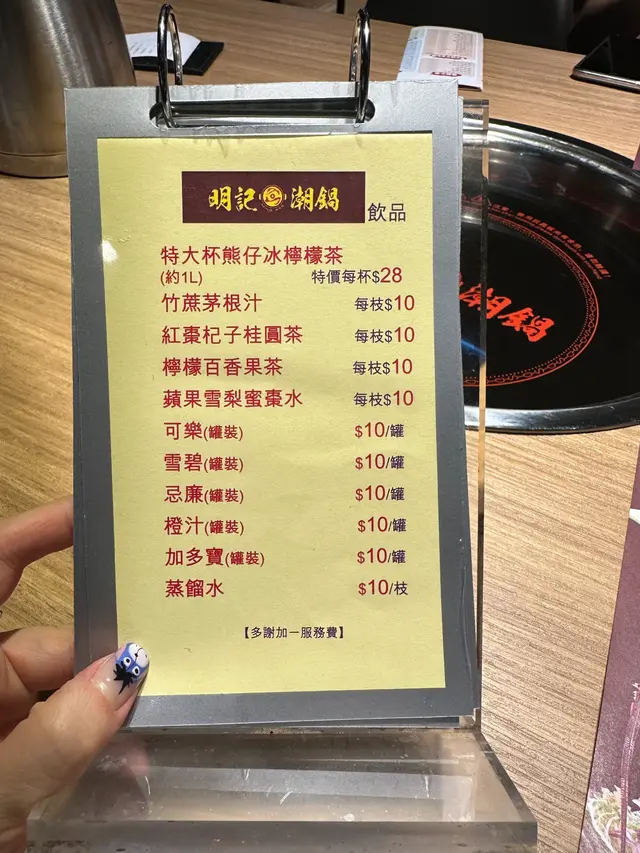 明記潮鍋 飲品
特大杯熊仔冰檸檬茶
(約1L) 特價每杯$28
竹蔗茅根汁 每枝$10
紅棗杞子桂圓茶 每枝$10
檸檬百香果茶 每枝$10
蘋果雪梨蜜棗水 每枝$10
可樂(罐裝) $10/罐
雪碧(罐裝) $10/罐
忌廉(罐裝) $10/罐
橙汁(罐裝) $10/罐
加多寶(罐裝) $10/罐
蒸餾水 $10/枝
【多謝加一服務費】
潮鍋